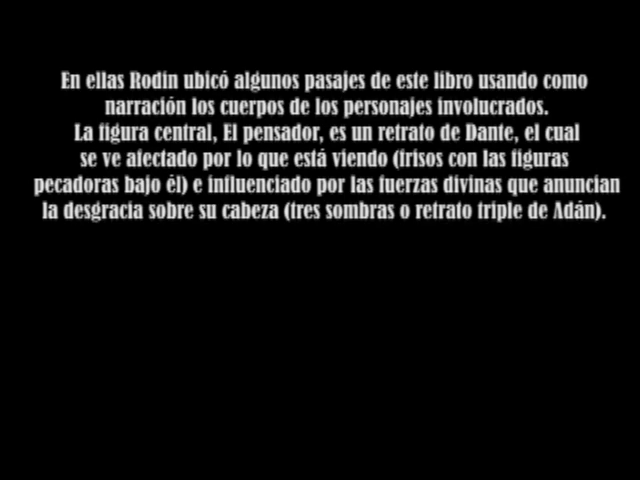 En ellas Rodin ubicó algunos pasajes de este libro usando como
narración los cuerpos de los personajes involucrados.
La figura central, El pensador, es un retrato de Dante, el cual
se ve afectado por lo que está viendo (frisos con las figuras
pecadoras bajo él) e influenciado por las fuerzas divinas que anuncian
la desgracia sobre su cabeza (tres sombras o retrato triple de Adán).